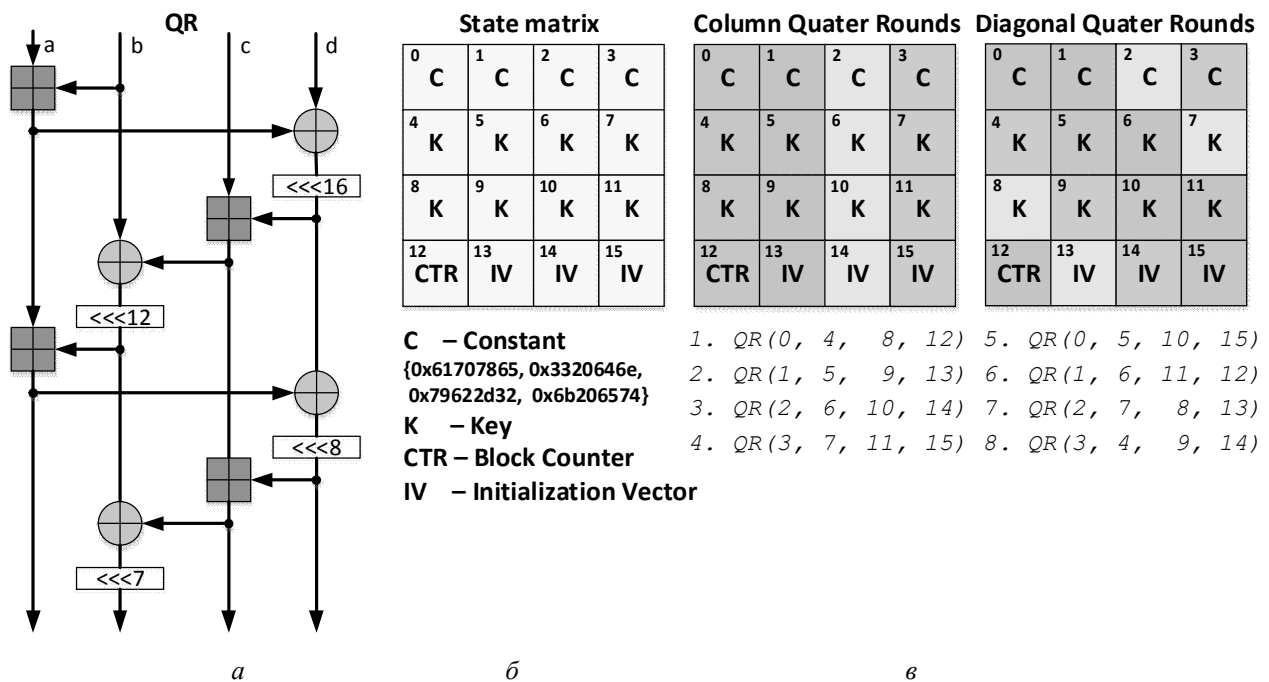 QR
a b c d
<<<16
<<<12
<<<8
<<<7
State matrix
0 C 1 C 2 C 3 C
4 K 5 K 6 K 7 K
8 K 9 K 10 K 11 K
12 CTR 13 IV 14 IV 15 IV
C – Constant
{0x61707865, 0x3320646e,
0x79622d32, 0x6b206574}
K – Key
CTR – Block Counter
IV – Initialization Vector
Column Quater Rounds
0 C 1 C 2 C 3 C
4 K 5 K 6 K 7 K
8 K 9 K 10 K 11 K
12 CTR 13 IV 14 IV 15 IV
1. QR(0, 4, 8, 12)
2. QR(1, 5, 9, 13)
3. QR(2, 6, 10, 14)
4. QR(3, 7, 11, 15)
Diagonal Quater Rounds
0 C 1 C 2 C 3 C
4 K 5 K 6 K 7 K
8 K 9 K 10 K 11 K
12 CTR 13 IV 14 IV 15 IV
5. QR(0, 5, 10, 15)
6. QR(1, 6, 11, 12)
7. QR(2, 7, 8, 13)
8. QR(3, 4, 9, 14)
а б в